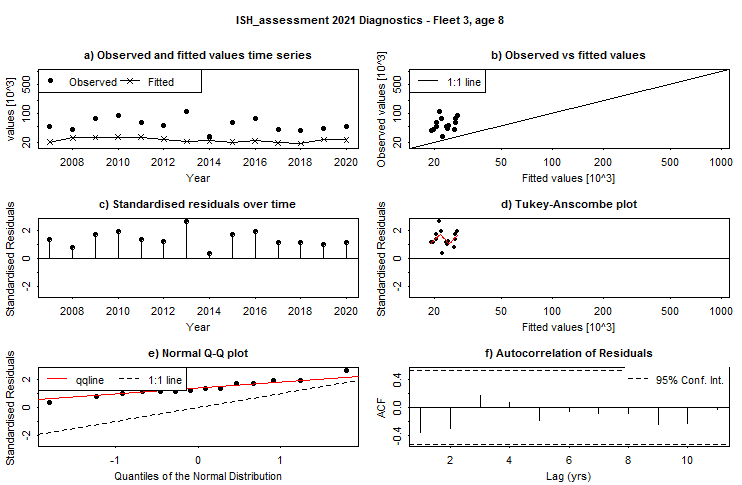 ISH_assessment 2021 Diagnostics - Fleet 3, age 8
a) Observed and fitted values time series
values [10^3]
500
100
20
Observed
Fitted
2008 2010 2012 2014 2016 2018 2020
Year
b) Observed vs fitted values
Observed values [10^3]
500
100
20
1:1 line
20 50 100 200 500 1000
Fitted values [10^3]
c) Standardised residuals over time
Standardised Residuals
2
0
-2
2008 2010 2012 2014 2016 2018 2020
Year
d) Tukey-Anscombe plot
Standardised Residuals
2
0
-2
20 50 100 200 500 1000
Fitted values [10^3]
e) Normal Q-Q plot
Standardised Residuals
2
0
-2
qqline
1:1 line
-1 0 1
Quantiles of the Normal Distribution
f) Autocorrelation of Residuals
ACF
0.4
0.0
-0.4
95% Conf. Int.
2 4 6 8 10
Lag (yrs)